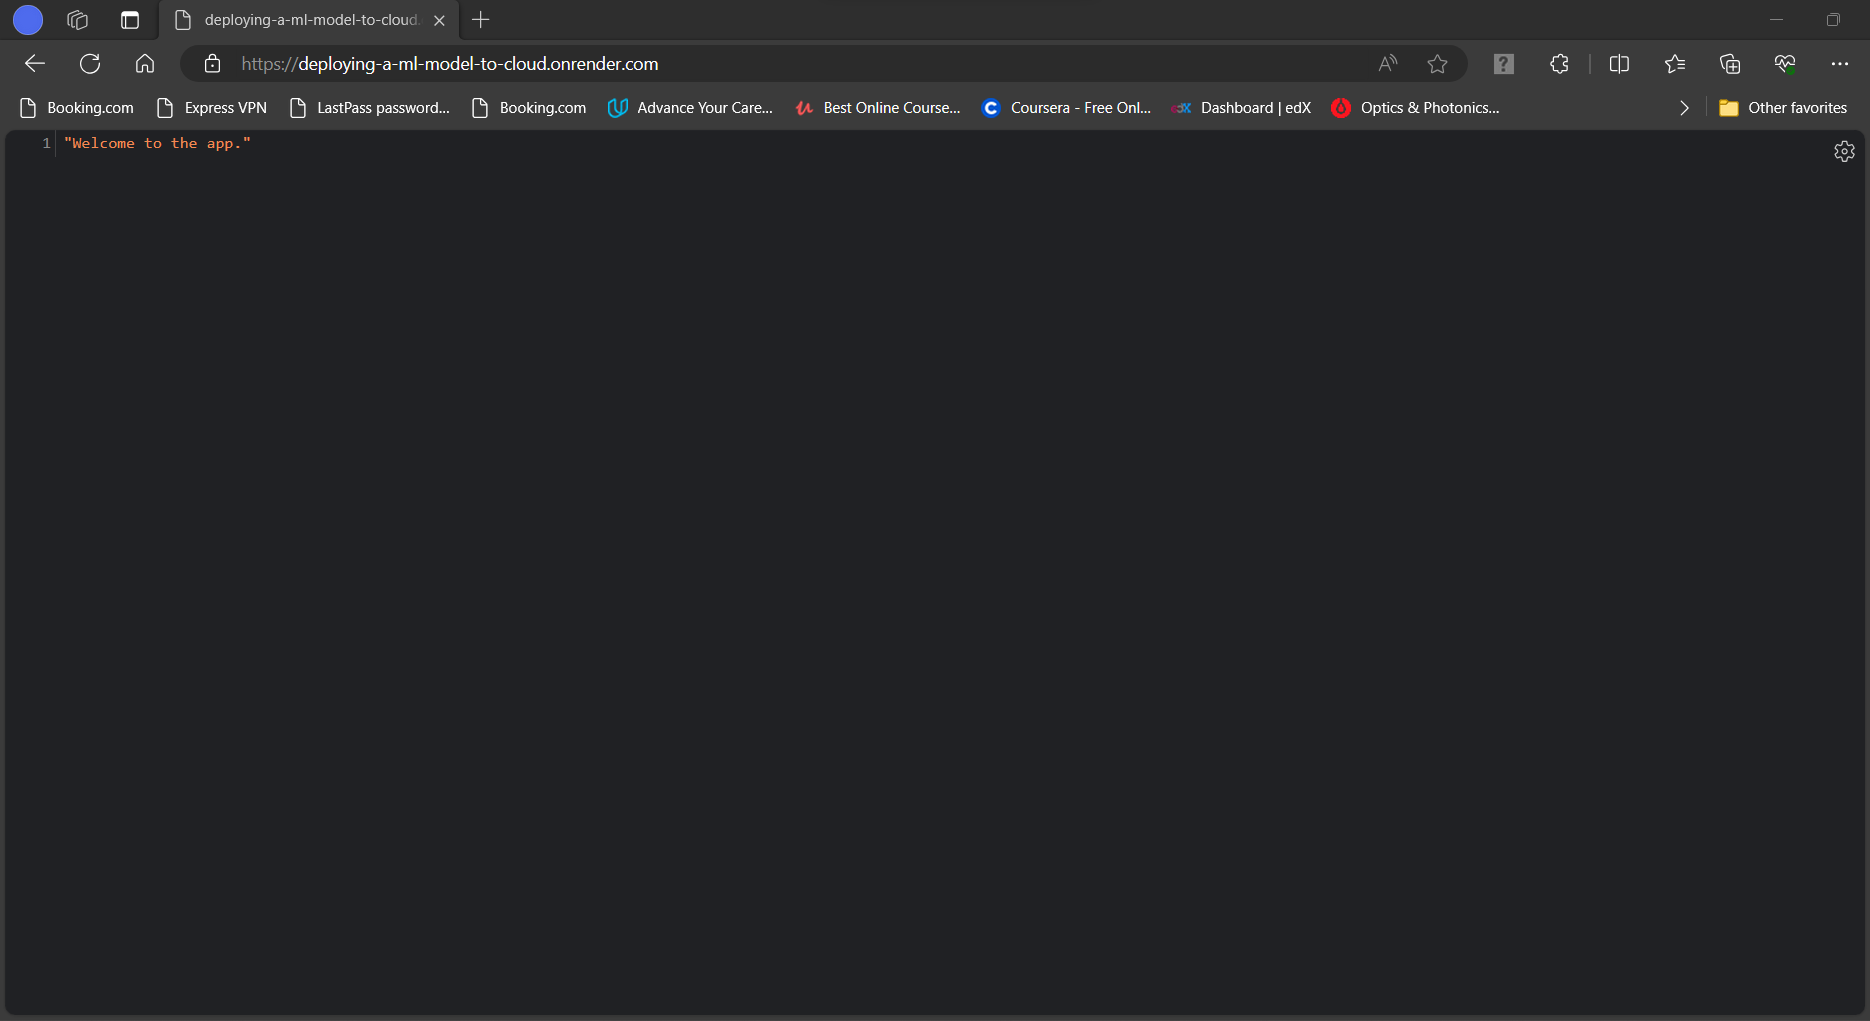 deploying-a-ml-model-to-cloud.
https://deploying-a-ml-model-to-cloud.onrender.com
Booking.com Express VPN LastPass password... Booking.com Advance Your Care... Best Online Course... Coursera - Free Onl... Dashboard | edX Optics & Photonics... Other favorites
1 "Welcome to the app."